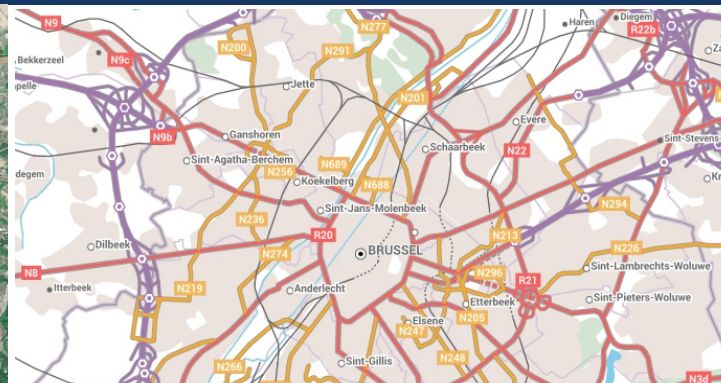 N9
N277
Haren
Diegem
R22b
N200
N291
N9c
Bekkerzeel
Jette
N201
N9b
Ganshoren
Evere
Schaarbeek
N22
Sint-Stevens-
Sint-Agatha-Berchem
N256
N689
Koekelberg
N688
N294
Sint-Jans-Molenbeek
N236
R20
N213
Dilbeek
BRUSSEL
N274
N226
N8
N296
Sint-Lambrechts-Woluwe
R21
N219
Itterbeek
Anderlecht
Etterbeek
Sint-Pieters-Woluwe
N205
Elsene
N247
N248
Sint-Gillis
N266
N3d